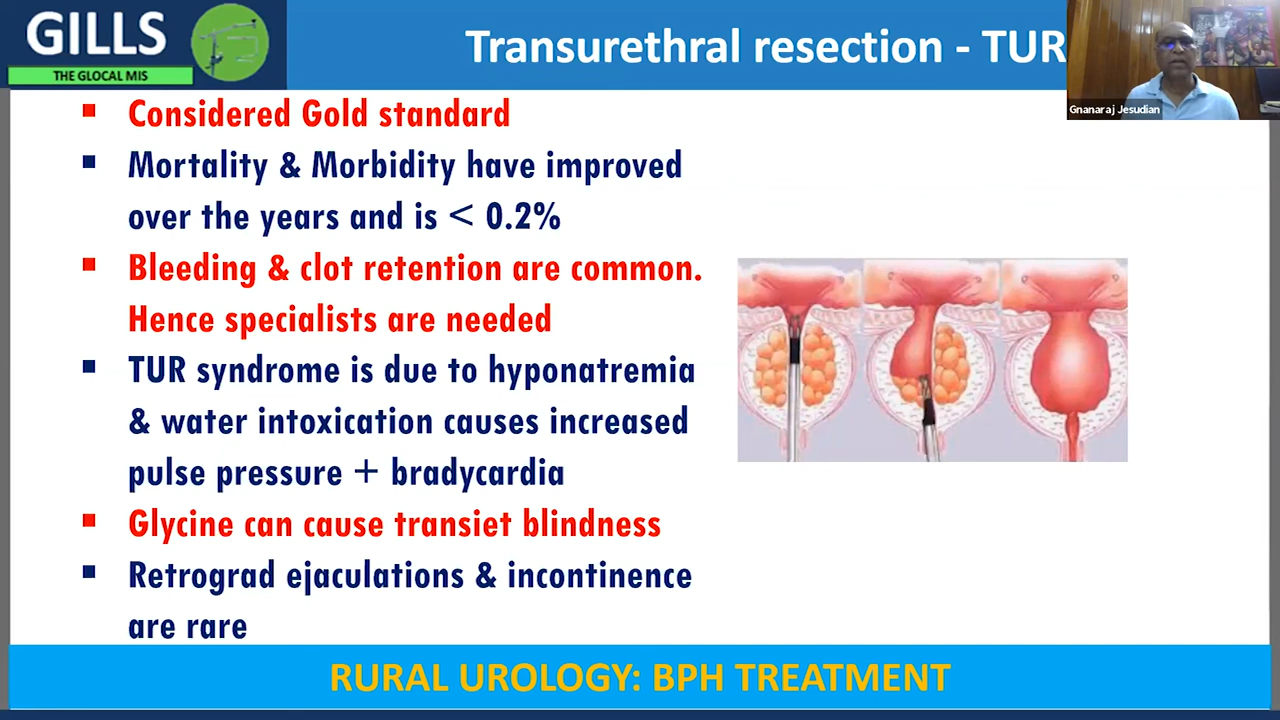 GILLS
THE GLOCAL MIS
Transurethral resection - TUR
Gnanaraj Jesudian
▪ Considered Gold standard
▪ Mortality & Morbidity have improved
over the years and is < 0.2%
▪ Bleeding & clot retention are common.
Hence specialists are needed
▪ TUR syndrome is due to hyponatremia
& water intoxication causes increased
pulse pressure + bradycardia
▪ Glycine can cause transiet blindness
▪ Retrograd ejaculations & incontinence
are rare
RURAL UROLOGY: BPH TREATMENT